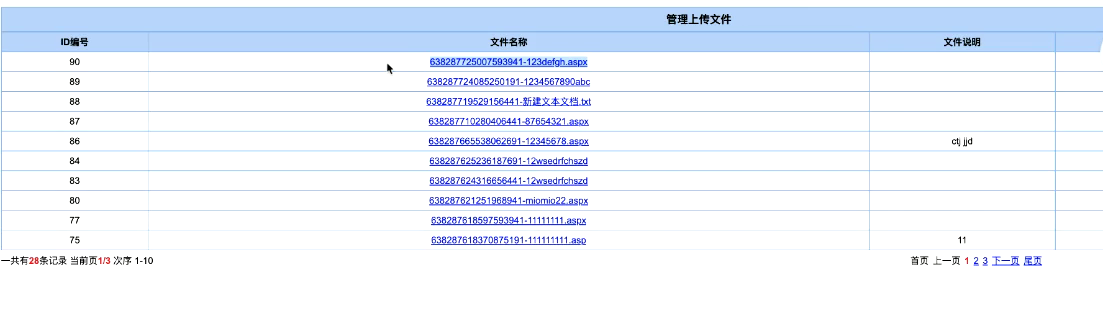 管理上传文件
ID编号 文件名称 文件说明
90 638287725007593941-123defgh.aspx
89 638287724085250191-1234567890abc
88 638287719529156441-新建文本文档.txt
87 638287710280406441-87654321.aspx
86 638287665538062691-12345678.aspx ctj jjd
84 638287625236187691-12wsedrfchszd
83 638287624316656441-12wsedrfchszd
80 638287621251968941-miomio22.aspx
77 638287618597593941-11111111.aspx
75 638287618370875191-111111111.asp 11
一共有28条记录 当前页1/3 次序 1-10 首页 上一页 1 2 3 下一页 尾页